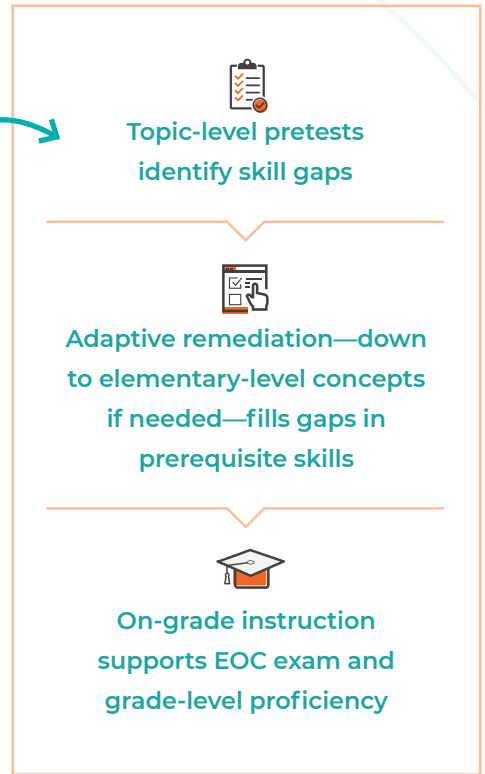 Topic-level pretests
identify skill gaps
Adaptive remediation—down
to elementary-level concepts
if needed—fills gaps in
prerequisite skills
On-grade instruction
supports EOC exam and
grade-level proficiency